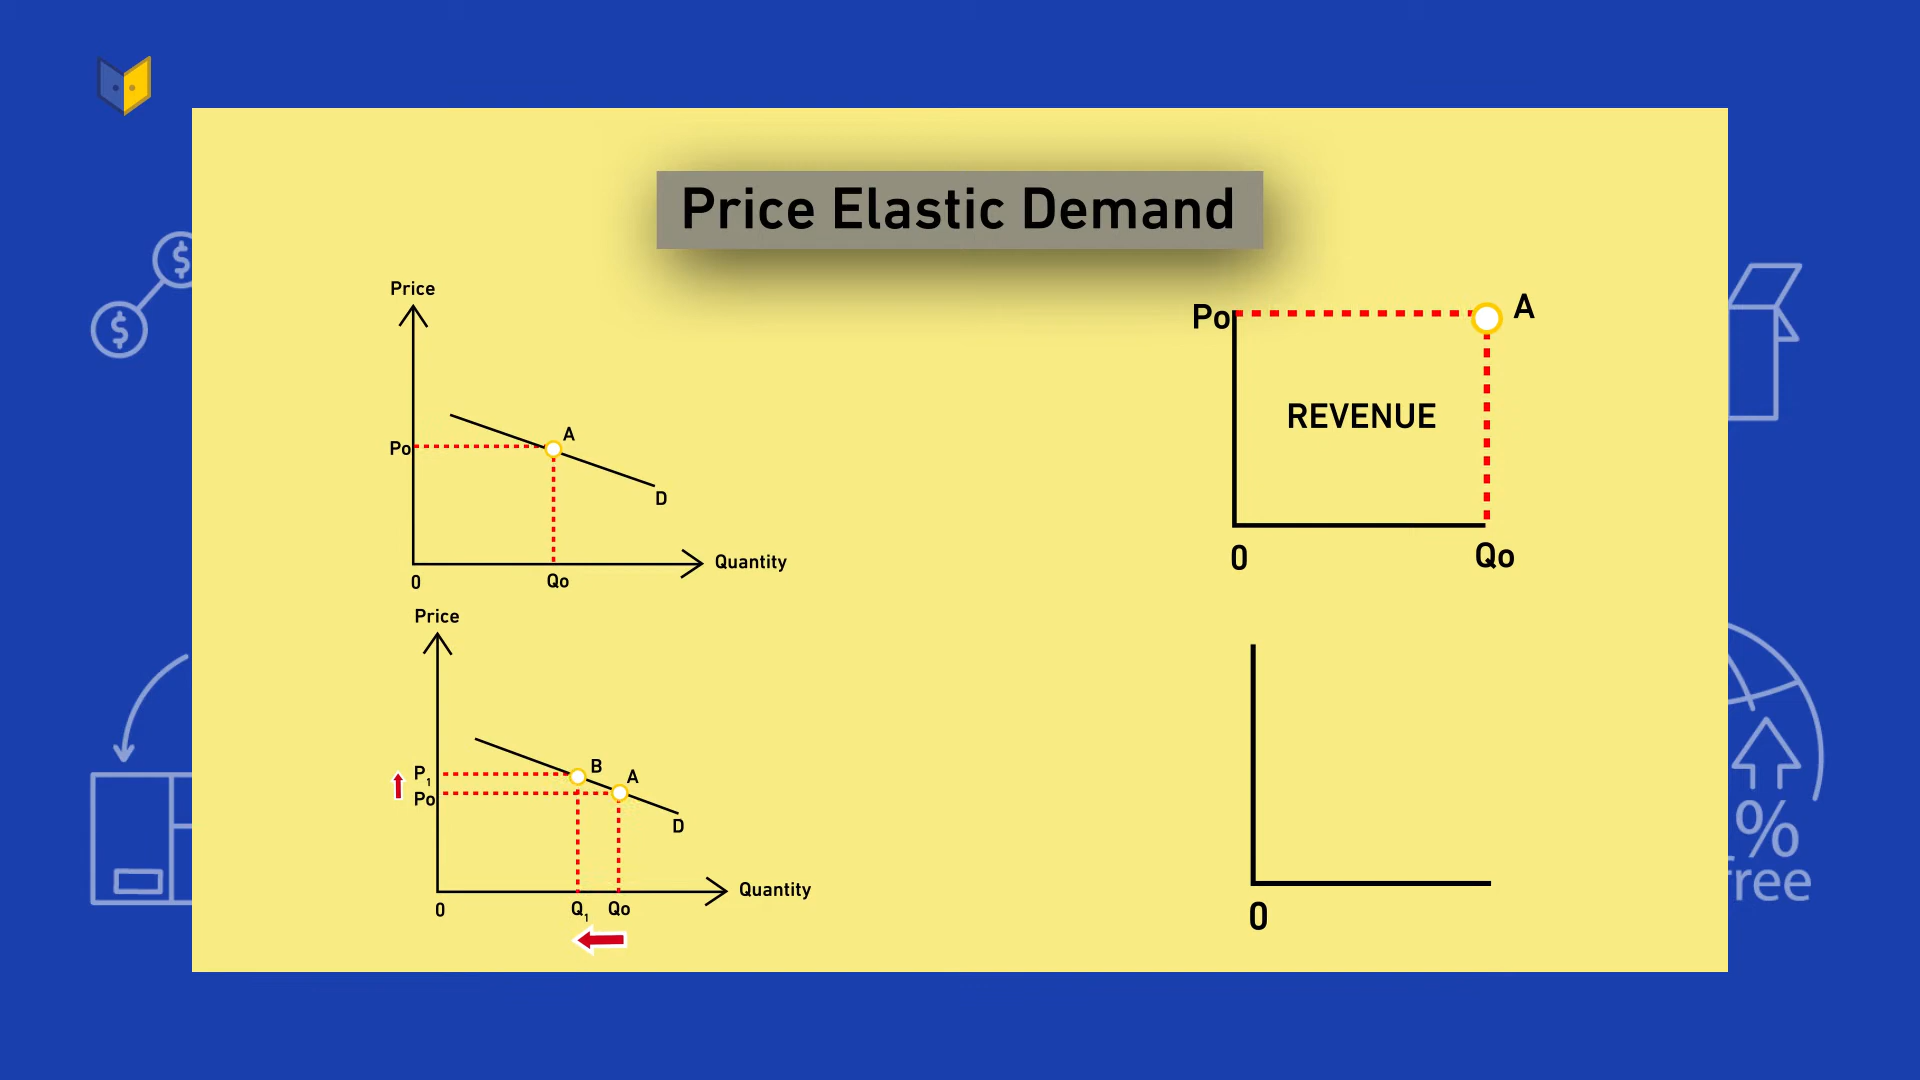 Price Elastic Demand
Price
Po
A
D
Quantity
0
Qo
Po
A
REVENUE
0
Qo
Price
P₁
Po
B
A
D
Quantity
0
Q₁
Qo
0
$
$
%
free